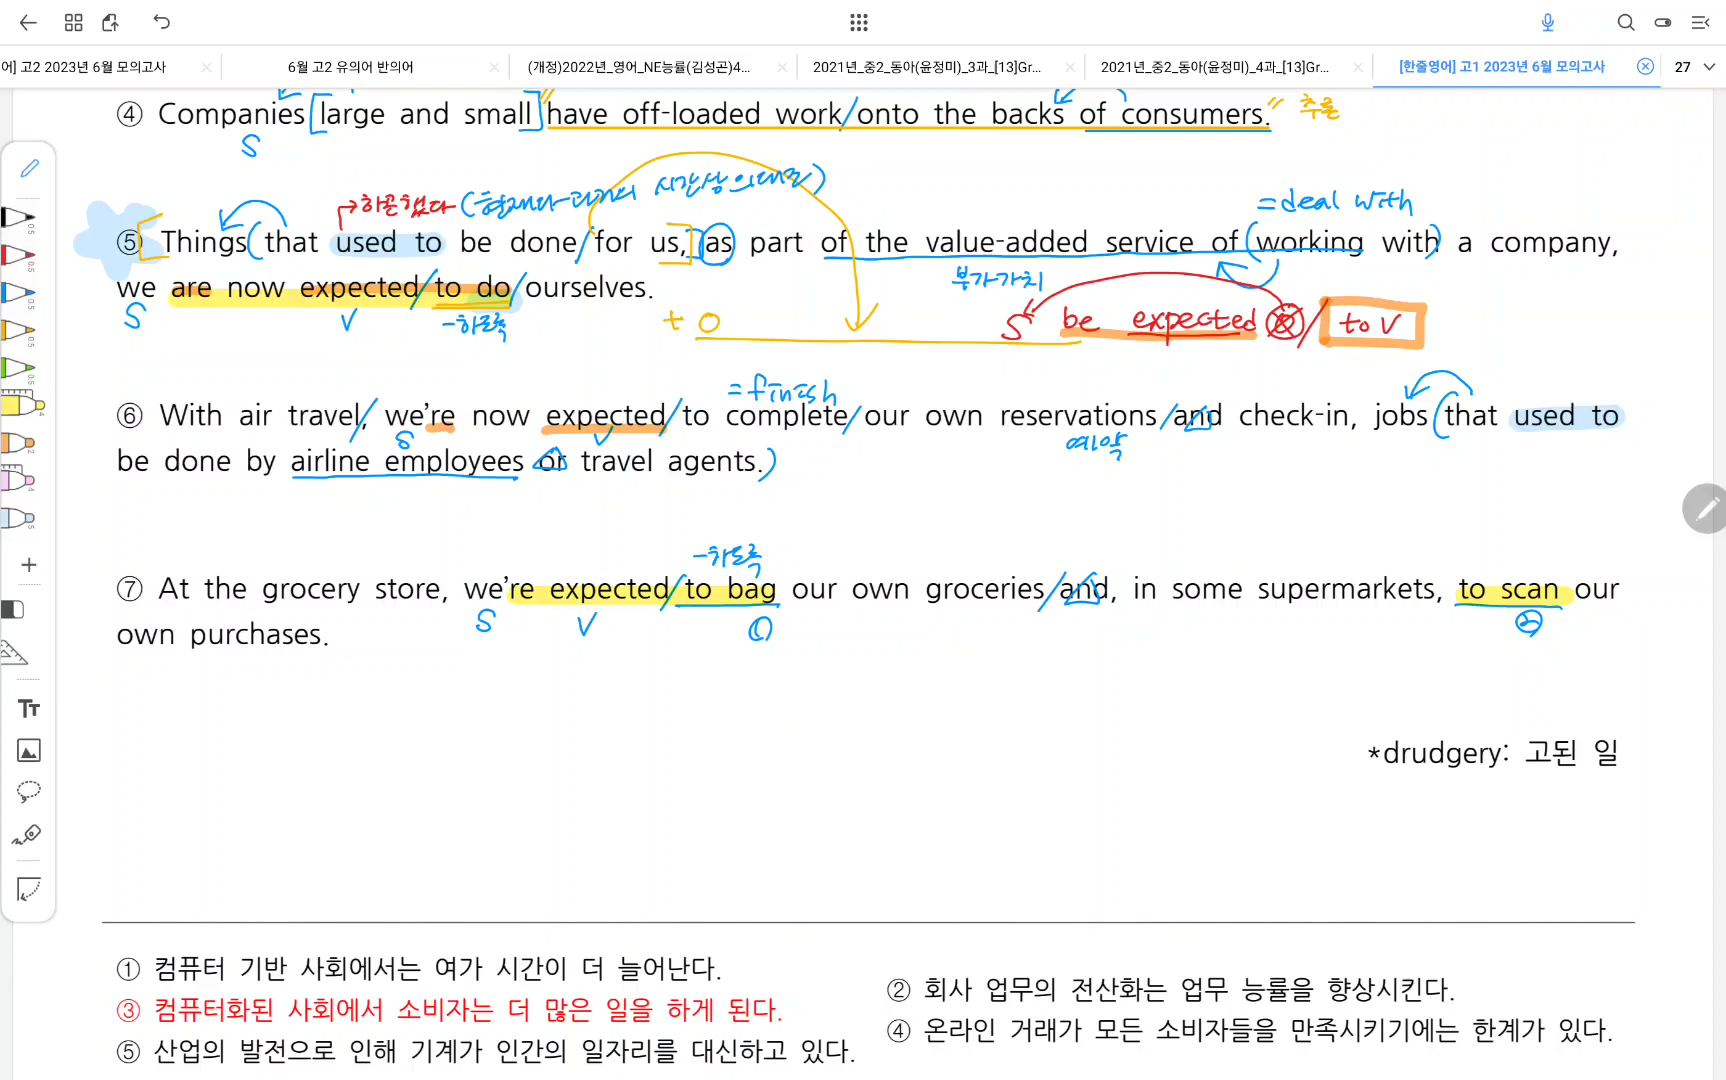 어] 고2 2023년 6월 모의고사
6월 고2 유의어 반의어
(개정)2022년_영어_NE능률(김성곤)4...
2021년_중2_동아(윤정미)_3과_[13]Gr...
2021년_중2_동아(윤정미)_4과_[13]Gr...
[한줄영어] 고1 2023년 6월 모의고사
27
④ Companies [large and small] "have off-loaded work/onto the backs of consumers." 추론
S
→하곤했다 (현재다-과거의 시간상의대조)
= deal with
⑤ [Things (that used to be done/for us,] as part of the value-added service of (working with) a company,
부가가치
we are now expected/to do/ourselves.
S V -하도록
+ O
S be expected ⊗ / to V
= finish
⑥ With air travel, we're now expected/to complete/our own reservations/and check-in, jobs (that used to
S V 예약
be done by airline employees or travel agents.)
-하도록
⑦ At the grocery store, we're expected/to bag our own groceries/and, in some supermarkets, to scan our
S V ① ②
own purchases.
*drudgery: 고된 일
① 컴퓨터 기반 사회에서는 여가 시간이 더 늘어난다.
② 회사 업무의 전산화는 업무 능률을 향상시킨다.
③ 컴퓨터화된 사회에서 소비자는 더 많은 일을 하게 된다.
④ 온라인 거래가 모든 소비자들을 만족시키기에는 한계가 있다.
⑤ 산업의 발전으로 인해 기계가 인간의 일자리를 대신하고 있다.